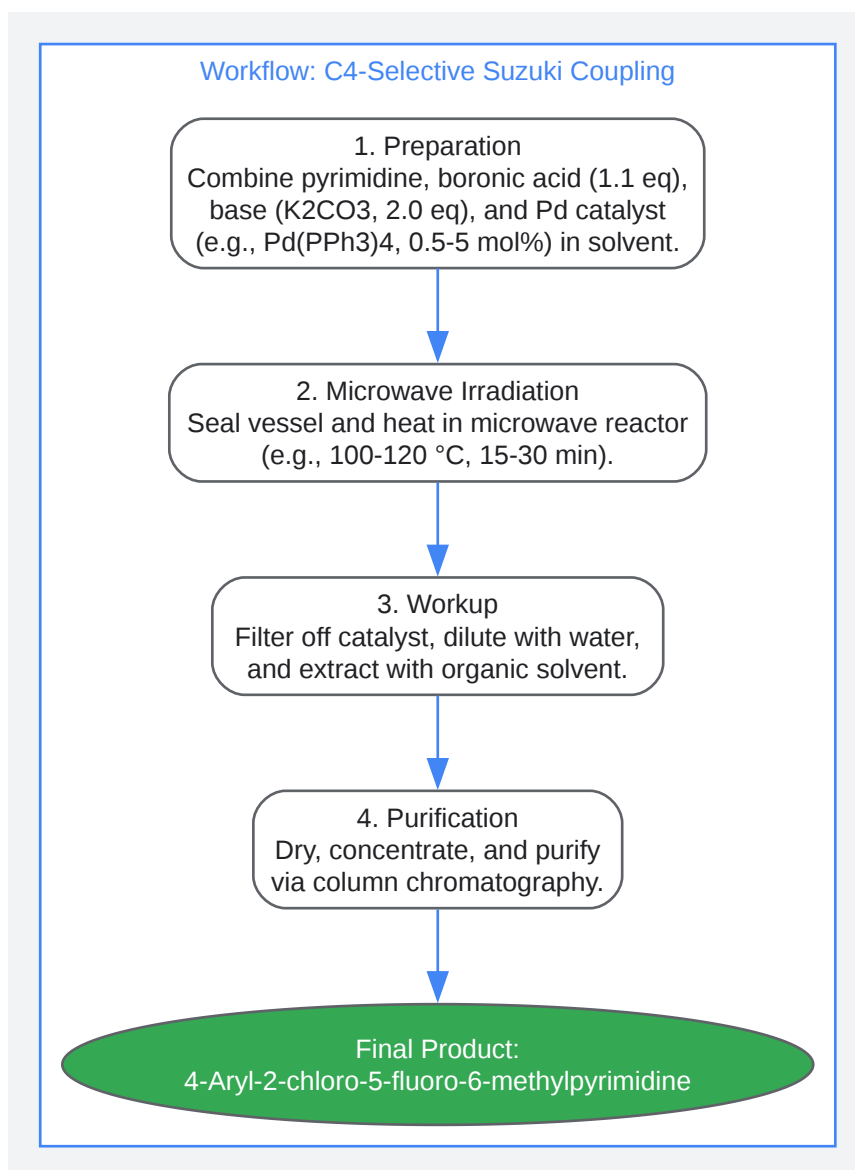 Workflow: C4-Selective Suzuki Coupling
1. Preparation
Combine pyrimidine, boronic acid (1.1 eq),
base (K2CO3, 2.0 eq), and Pd catalyst
(e.g., Pd(PPh3)4, 0.5-5 mol%) in solvent.
2. Microwave Irradiation
Seal vessel and heat in microwave reactor
(e.g., 100-120 °C, 15-30 min).
3. Workup
Filter off catalyst, dilute with water,
and extract with organic solvent.
4. Purification
Dry, concentrate, and purify
via column chromatography.
Final Product:
4-Aryl-2-chloro-5-fluoro-6-methylpyrimidine